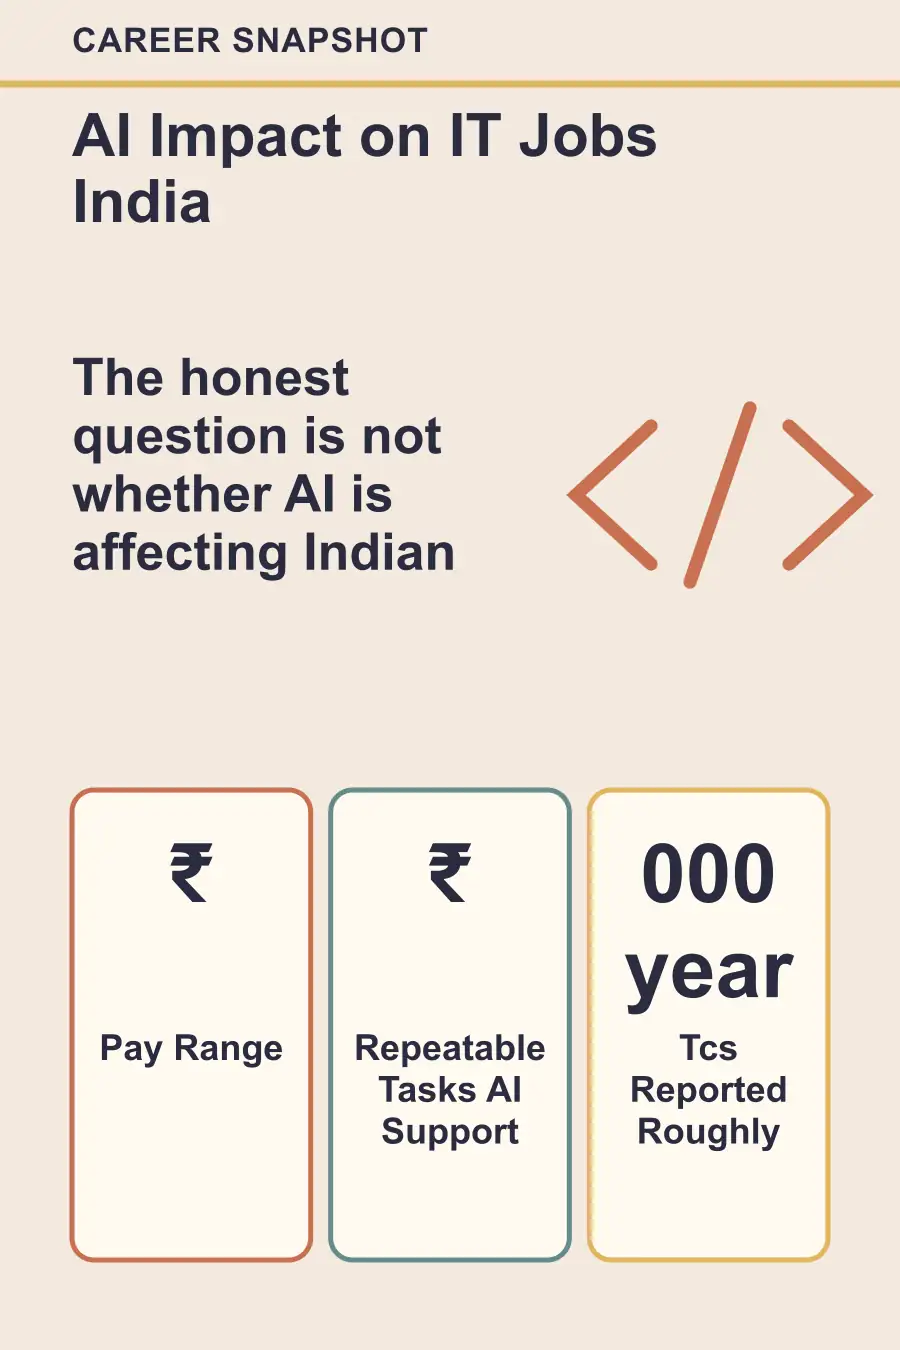 CAREER SNAPSHOT
AI Impact on IT Jobs
India
The honest
question is not
whether AI is
affecting Indian
₹
Pay Range
₹
Repeatable
Tasks AI
Support
000
year
Tcs
Reported
Roughly